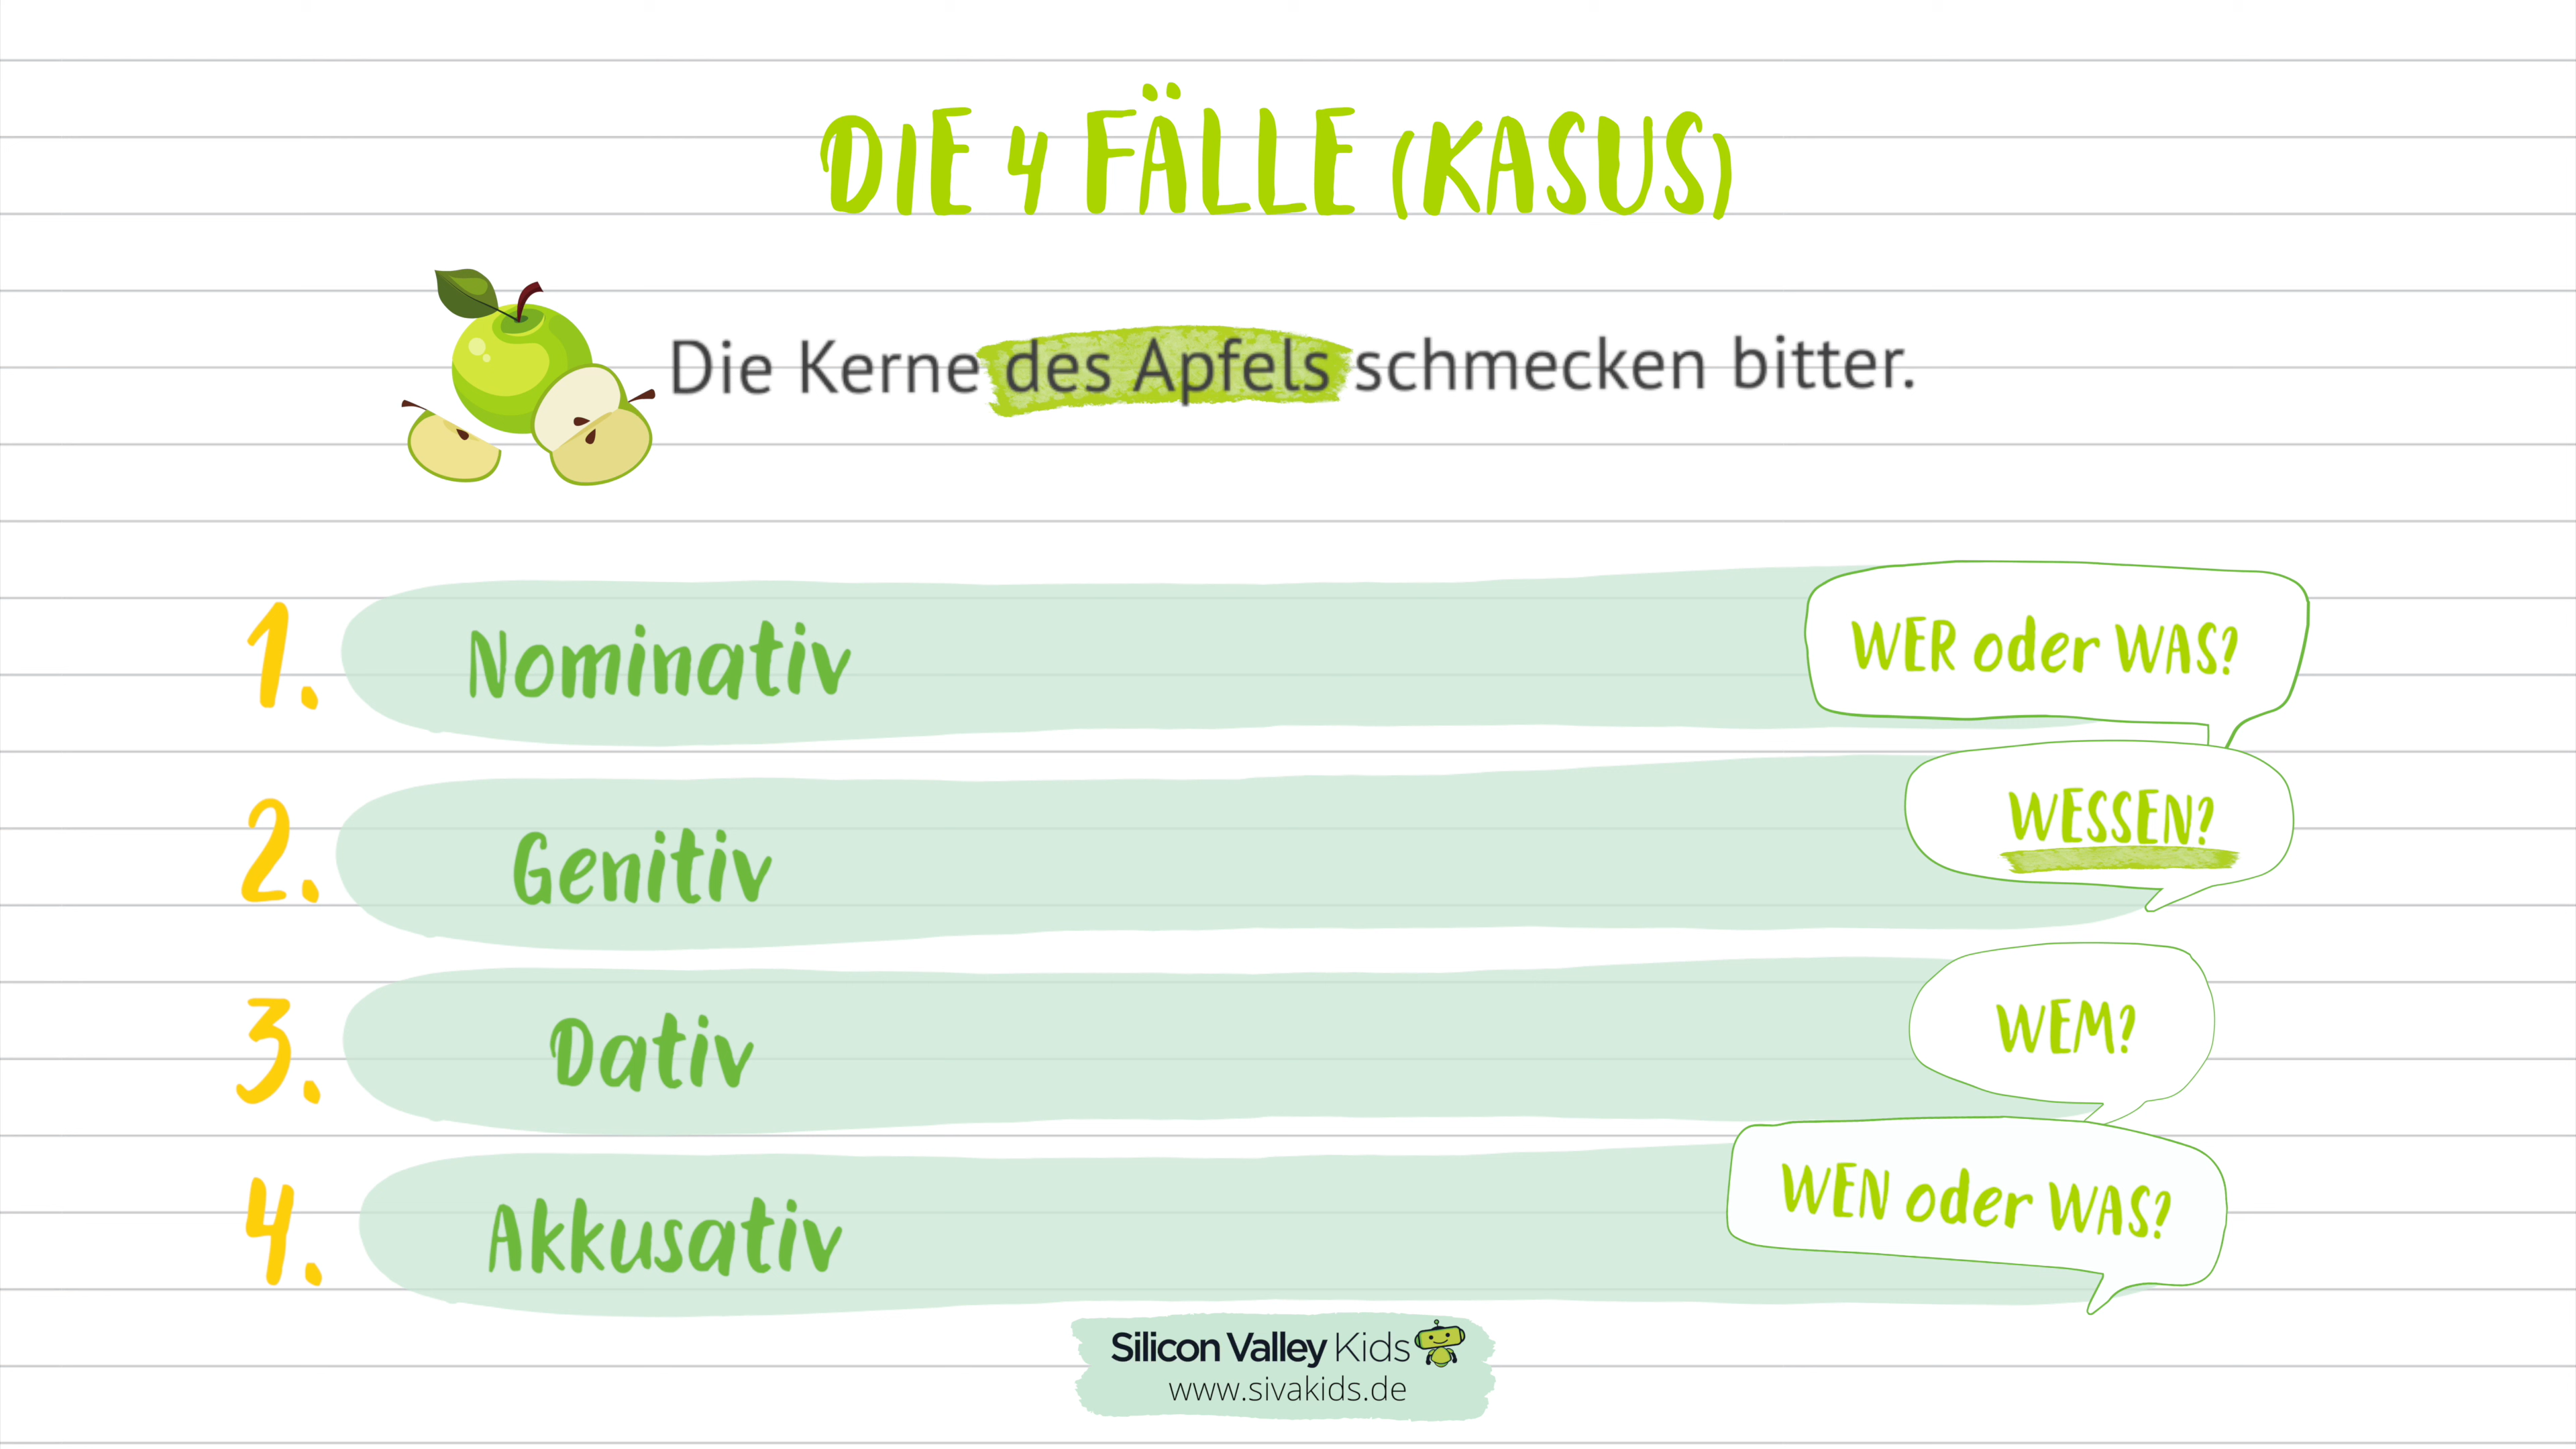 DIE 4 FÄLLE (KASUS)
Die Kerne des Apfels schmecken bitter.
1. Nominativ WER oder WAS?
2. Genitiv WESSEN?
3. Dativ WEM?
4. Akkusativ WEN oder WAS?
Silicon Valley Kids
www.sivakids.de